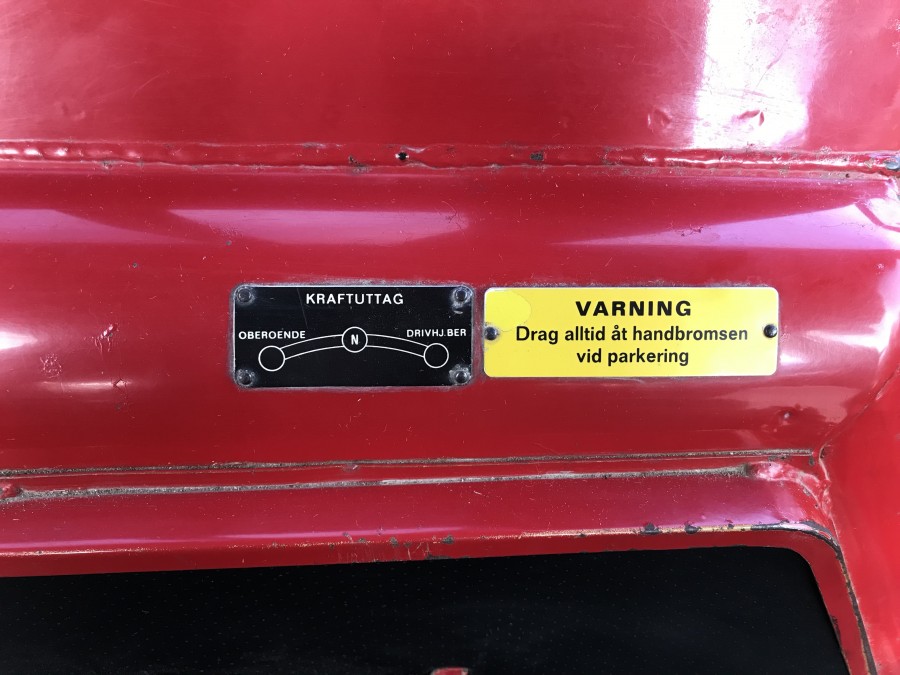 KRAFTUTTAG
OBEROENDE
N
DRIVHJ.BER
VARNING
Drag alltid åt handbromsen
vid parkering